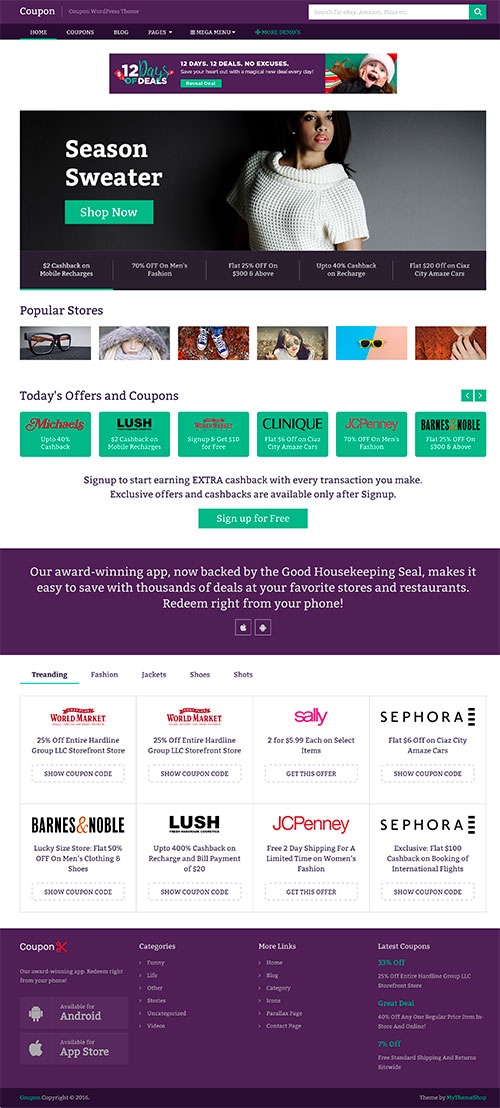 Coupon
Coupon WordPress Theme
Search for eBay, Amazon, Fiula etc.
HOME
COUPONS
BLOG
PAGES
MEGA MENU
MORE DEMO'S
12 Days
OF DEALS
12 DAYS. 12 DEALS. NO EXCUSES.
Save your heart out with a magical new deal every day!
Reveal Deal
Season
Sweater
Shop Now
$2 Cashback on
Mobile Recharges
70% OFF On Men's
Fashion
Flat 25% OFF On
$300 & Above
Upto 40% Cashback
on Recharge
Flat $20 Off on Ciaz
City Amaze Cars
Popular Stores
Today's Offers and Coupons
Michaels
Upto 40%
Cashback
LUSH
FRESH HANDMADE COSMETICS
$2 Cashback on
Mobile Recharges
WORLD MARKET
Signup & Get $10
for Free
CLINIQUE
Flat $6 Off on Ciaz
City Amaze Cars
JCPenney
70% OFF On Men's
Fashion
BARNES&NOBLE
Flat 25% OFF On
$300 & Above
Signup to start earning EXTRA cashback with every transaction you make.
Exclusive offers and cashbacks are available only after Signup.
Sign up for Free
Our award-winning app, now backed by the Good Housekeeping Seal, makes it
easy to save with thousands of deals at your favorite stores and restaurants.
Redeem right from your phone!
Treanding
Fashion
Jackets
Shoes
Shots
COST PLUS
WORLD MARKET
25% Off Entire Hardline
Group LLC Storefront Store
SHOW COUPON CODE
COST PLUS
WORLD MARKET
25% Off Entire Hardline
Group LLC Storefront Store
SHOW COUPON CODE
sally
2 for $5.99 Each on Select
Items
GET THIS OFFER
SEPHORA
Flat $6 Off on Ciaz City
Amaze Cars
SHOW COUPON CODE
BARNES&NOBLE
Lucky Size Store: Flat 50%
OFF On Men's Clothing &
Shoes
SHOW COUPON CODE
LUSH
FRESH HANDMADE COSMETICS
Upto 400% Cashback on
Recharge and Bill Payment
of $20
SHOW COUPON CODE
JCPenney
Free 2 Day Shipping For A
Limited Time on Women's
Fashion
GET THIS OFFER
SEPHORA
Exclusive: Flat $100
Cashback on Booking of
International Flights
SHOW COUPON CODE
Coupon
Our award-winning app. Redeem right
from your phone!
Available for
Android
Available for
App Store
Categories
Funny
Life
Other
Stories
Uncategorized
Videos
More Links
Home
Blog
Category
Icons
Parallax Page
Contact Page
Latest Coupons
33% Off
25% Off Entire Hardline Group LLC
Storefront Store
Great Deal
40% Off Any One Regular Price Item In-
Store And Online!
7% Off
Free Standard Shipping And Returns
Sitewide
Coupon Copyright © 2016.
Theme by MyThemeShop